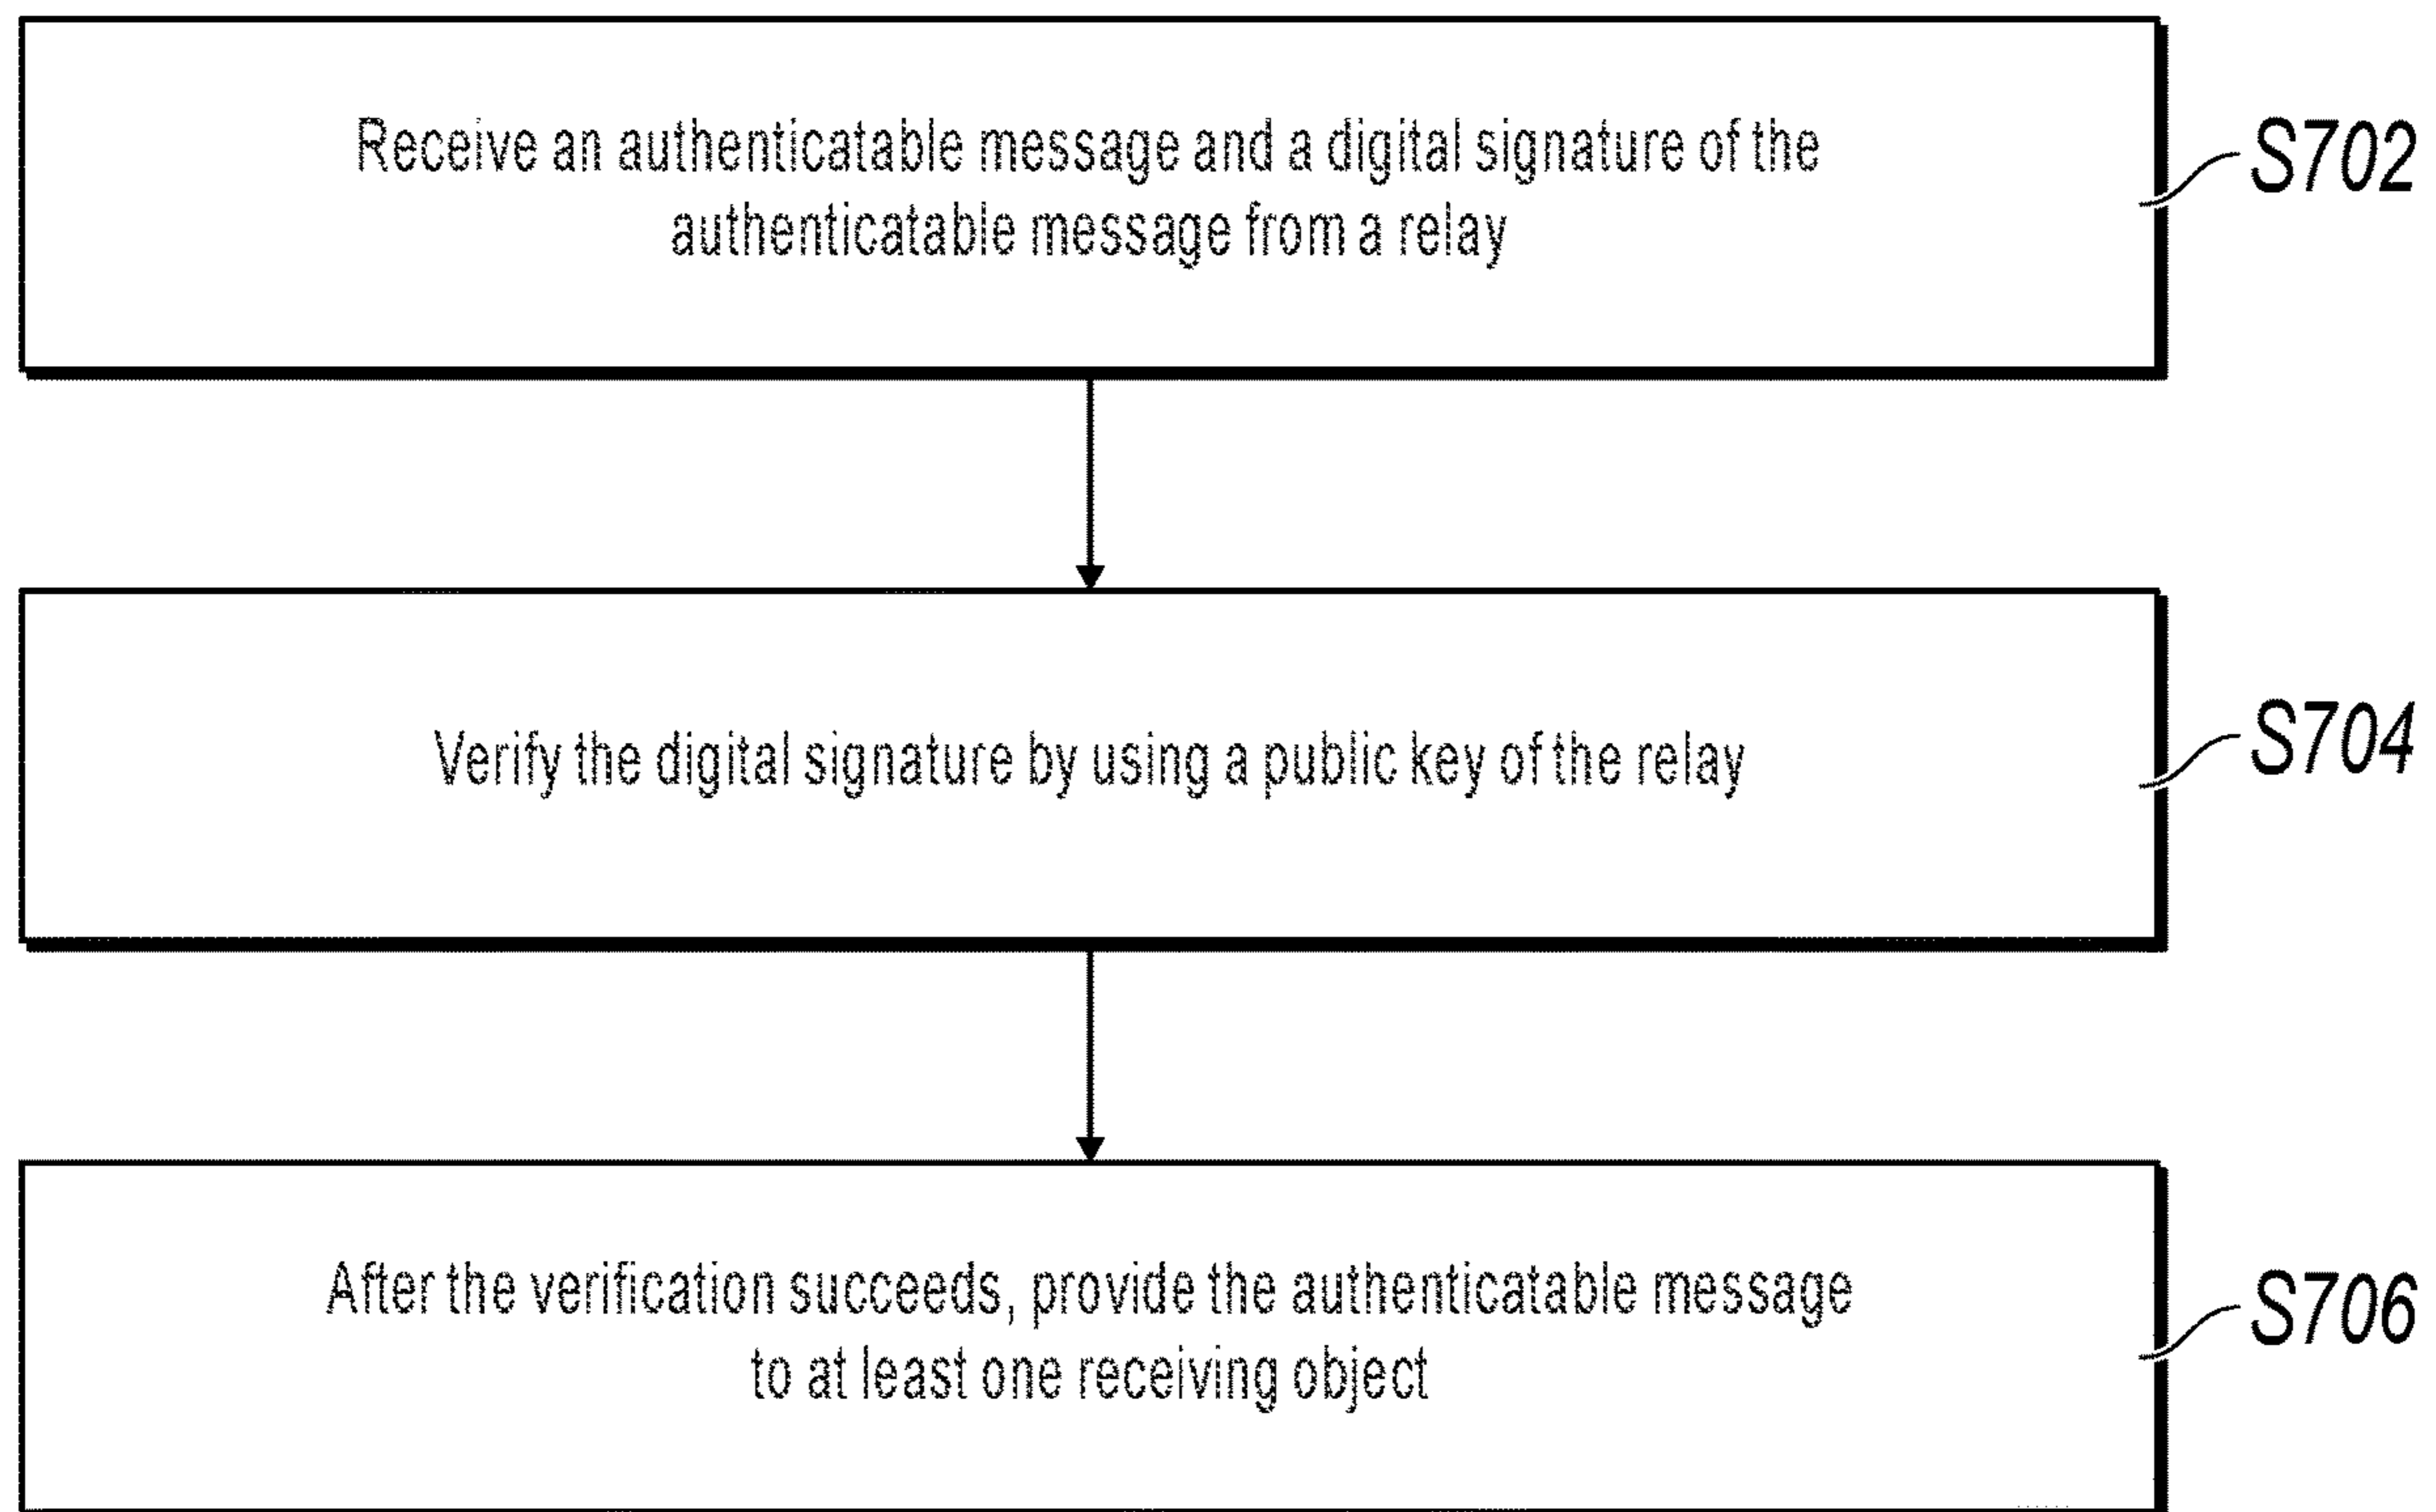 Receive an authenticatable message and a digital signature of the
authenticatable message from a relay
S702
Verify the digital signature by using a public key of the relay
S704
After the verification succeeds, provide the authenticatable message
to at least one receiving object
S706